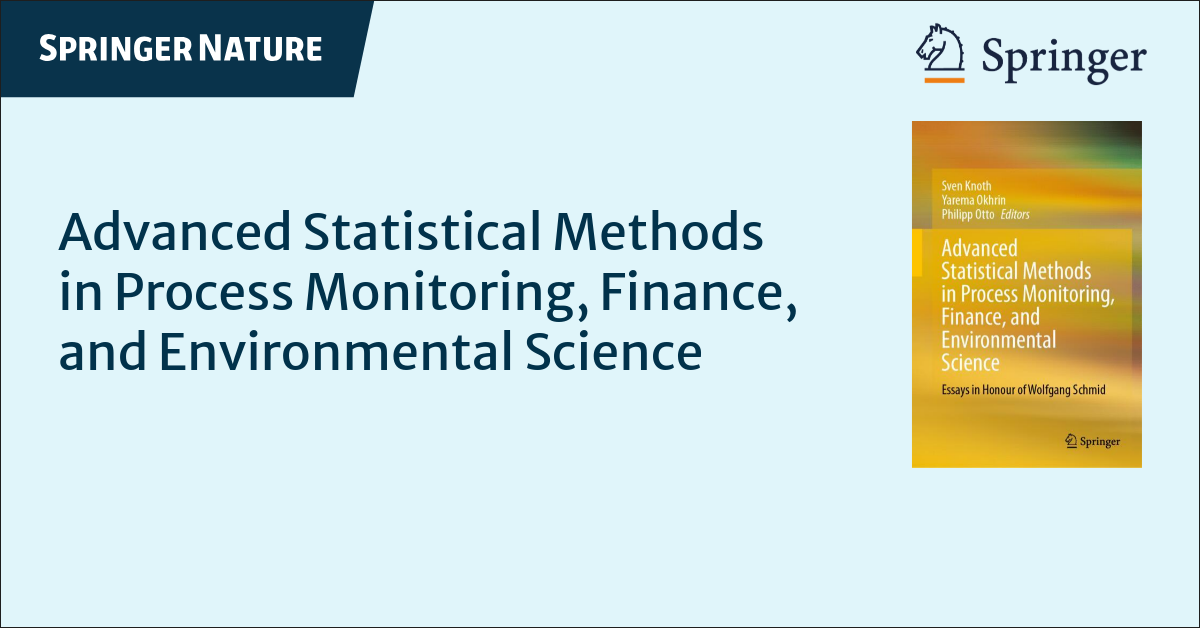 SPRINGER NATURE
Springer
Advanced Statistical Methods
in Process Monitoring, Finance,
and Environmental Science
Sven Knoth
Yarema Okhrin
Philipp Otto Editors
Advanced
Statistical Methods
in Process Monitoring,
Finance, and
Environmental
Science
Essays in Honour of Wolfgang Schmid
Springer